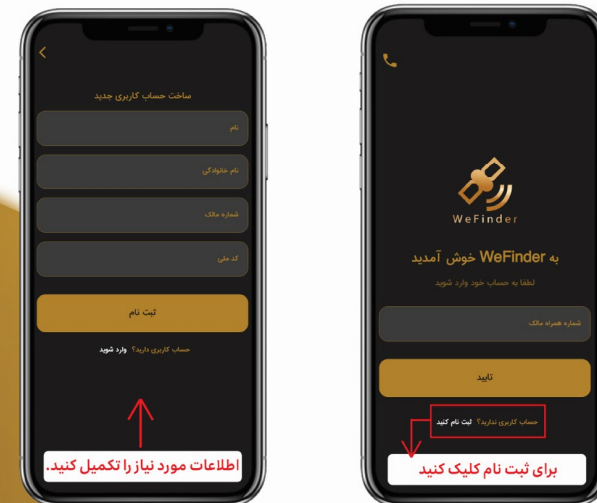 WeFinder
به WeFinder خوش آمدید
لطفا به حساب خود وارد شوید
شماره همراه مالک
تایید
حساب کاربری ندارید؟ ثبت نام کنید
برای ثبت نام کلیک کنید
ساخت حساب کاربری جدید
نام
نام خانوادگی
شماره مالک
کد ملی
ثبت نام
حساب کاربری دارید؟ وارد شوید
اطلاعات مورد نیاز را تکمیل کنید.